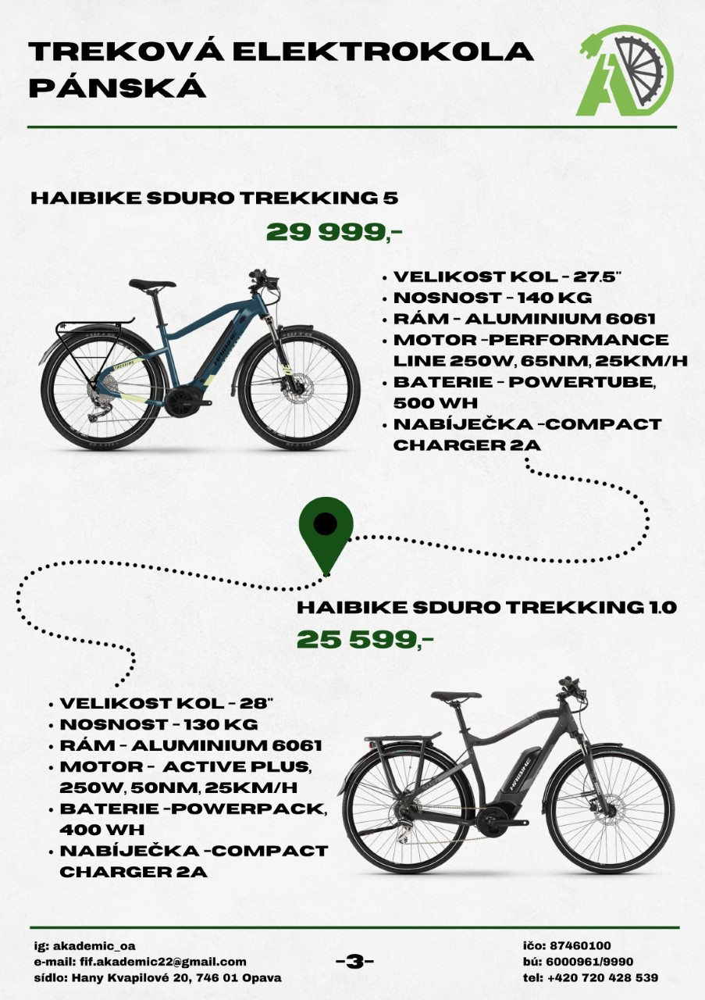 TREKOVÁ ELEKTROKOLA
PÁNSKÁ
HAIBIKE SDURO TREKKING 5
29 999,-
• VELIKOST KOL - 27.5"
• NOSNOST - 140 KG
• RÁM - ALUMINIUM 6061
• MOTOR -PERFORMANCE
LINE 250W, 65NM, 25KM/H
• BATERIE - POWERTUBE,
500 WH
• NABÍJEČKA -COMPACT
CHARGER 2A
HAIBIKE SDURO TREKKING 1.0
25 599,-
• VELIKOST KOL - 28"
• NOSNOST - 130 KG
• RÁM - ALUMINIUM 6061
• MOTOR - ACTIVE PLUS,
250W, 50NM, 25KM/H
• BATERIE -POWERPACK,
400 WH
• NABÍJEČKA -COMPACT
CHARGER 2A
HAIBIKE
ig: akademic_oa
e-mail: fif.akademic22@gmail.com
sídlo: Hany Kvapilové 20, 746 01 Opava
-3-
ičo: 87460100
bú: 6000961/9990
tel: +420 720 428 539